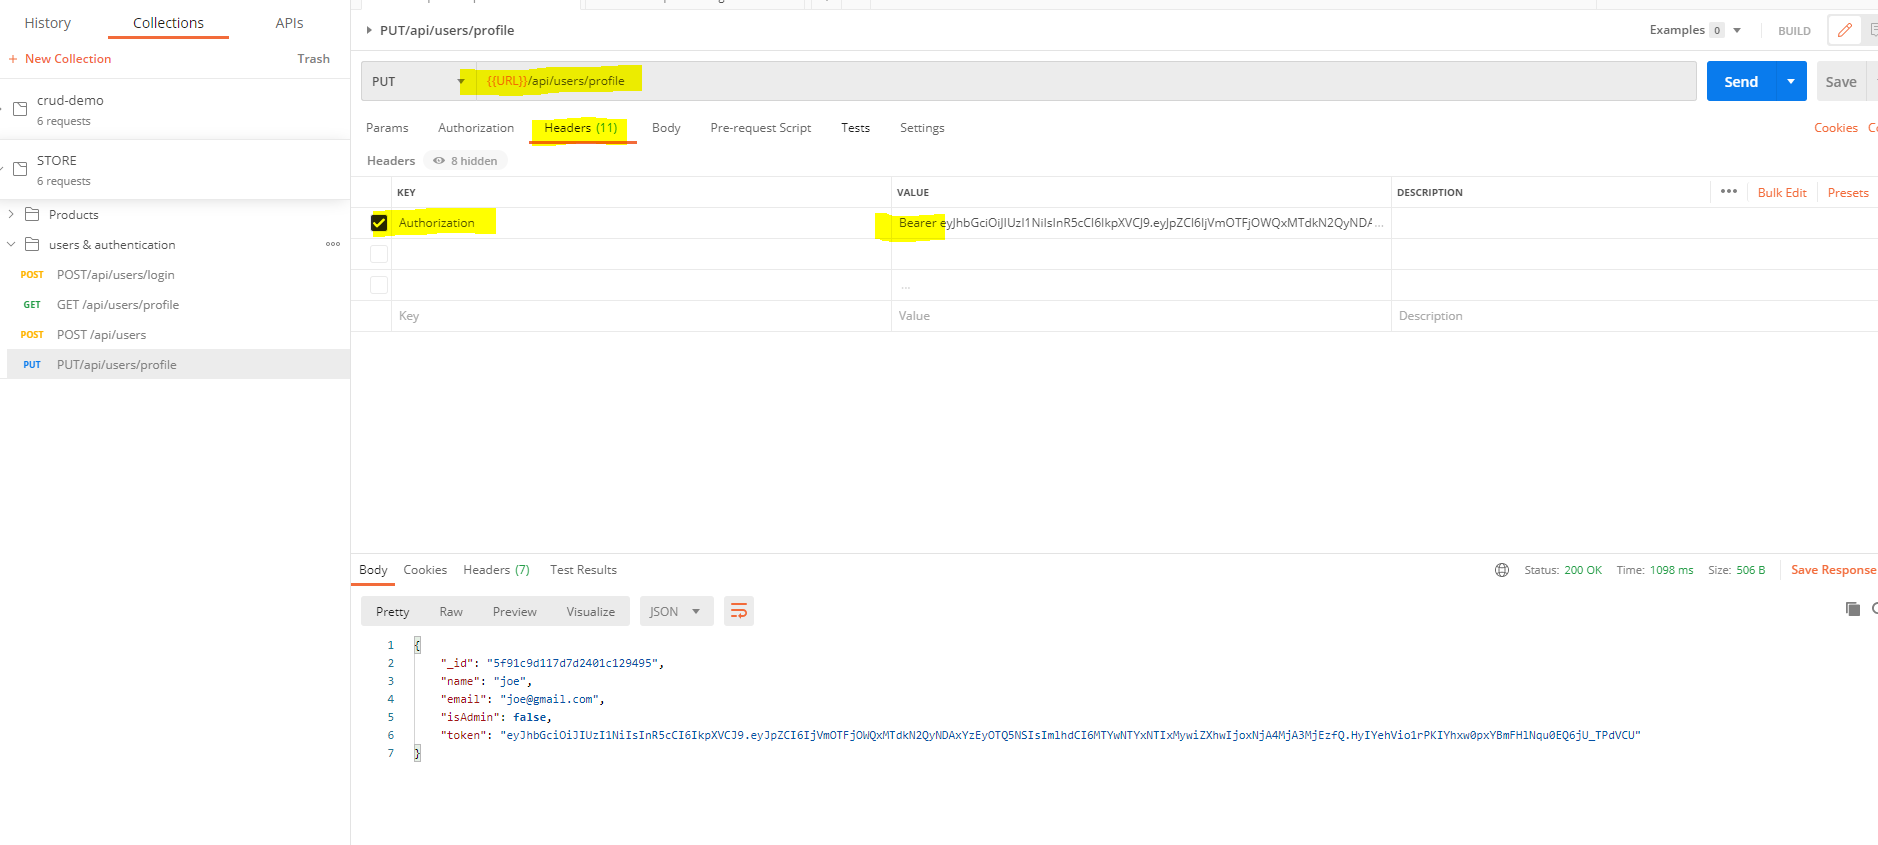 History Collections APIs
+ New Collection Trash
crud-demo
6 requests
STORE
6 requests
Products
users & authentication
POST POST/api/users/login
GET GET /api/users/profile
POST POST /api/users
PUT PUT/api/users/profile
PUT/api/users/profile Examples 0 BUILD
PUT {{URL}}/api/users/profile Send Save
Params Authorization Headers (11) Body Pre-request Script Tests Settings Cookies
Headers 8 hidden
KEY VALUE DESCRIPTION ••• Bulk Edit Presets
Authorization Bearer eyJhbGciOiJIUzI1NiIsInR5cCI6IkpXVCJ9.eyJpZCI6IjVmOTFjOWQxMTdkN2QyNDA...
...
Key Value Description
Body Cookies Headers (7) Test Results Status: 200 OK Time: 1098 ms Size: 506 B Save Response
Pretty Raw Preview Visualize JSON
1 {
2 "_id": "5f91c9d117d7d2401c129495",
3 "name": "joe",
4 "email": "joe@gmail.com",
5 "isAdmin": false,
6 "token": "eyJhbGciOiJIUzI1NiIsInR5cCI6IkpXVCJ9.eyJpZCI6IjVmOTFjOWQxMTdkN2QyNDAxYzEyOTQ5NSIsImlhdCI6MTYwNTYxNTIxMywiZXhwIjoxNjA4MjA3MjEzfQ.HyIYehVio1rPKIYhxw0pxYBmFHlNqu0EQ6jU_TPdVCU"
7 }